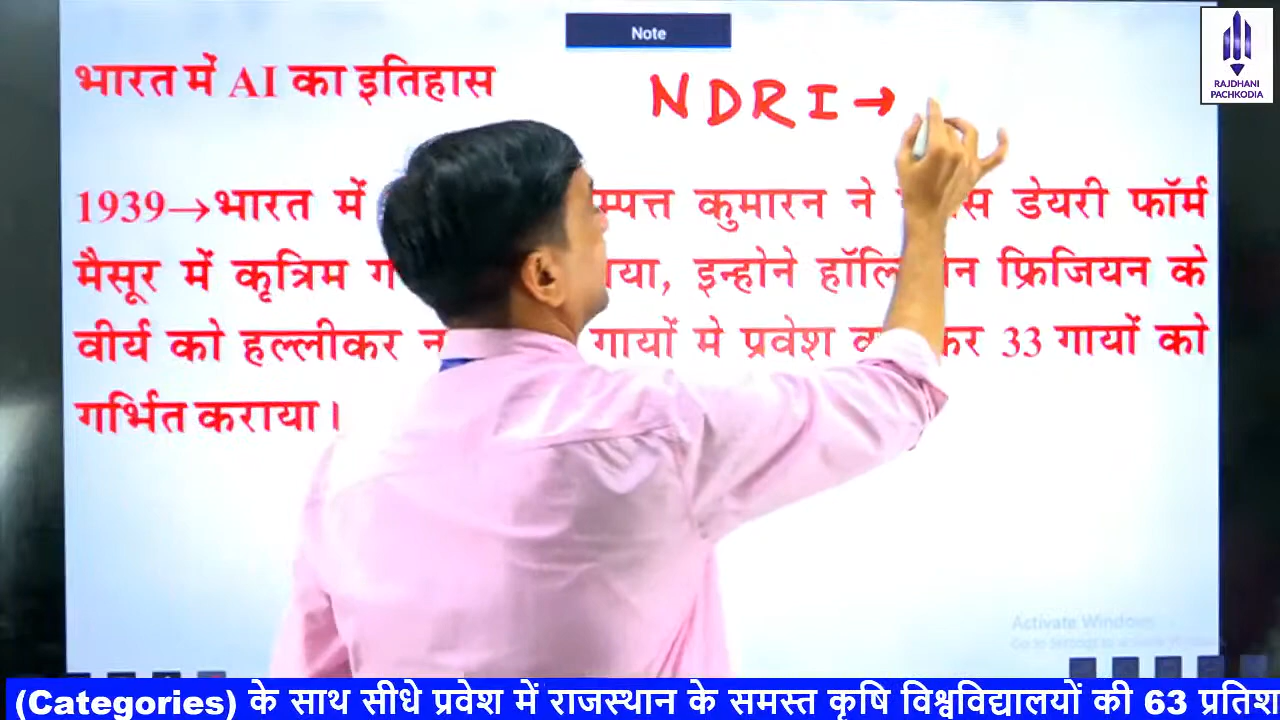 Note
RAJDHANI
PACHKODIA
भारत में AI का इतिहास
NDRI→
1939→भारत में म्पत्त कुमारन ने स डेयरी फॉर्म
मैसूर में कृत्रिम ग या, इन्होने हॉलि न फ्रिजियन के
वीर्य को हल्लीकर न गायों मे प्रवेश क कर 33 गायों को
गर्भित कराया।
Activate Windows
(Categories) के साथ सीधे प्रवेश में राजस्थान के समस्त कृषि विश्वविद्यालयों की 63 प्रतिश